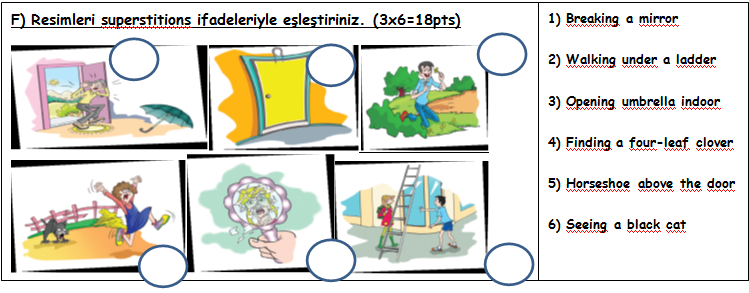 F) Resimleri superstitions ifadeleriyle eşleştiriniz. (3x6=18pts)
1) Breaking a mirror
2) Walking under a ladder
3) Opening umbrella indoor
4) Finding a four-leaf clover
5) Horseshoe above the door
6) Seeing a black cat